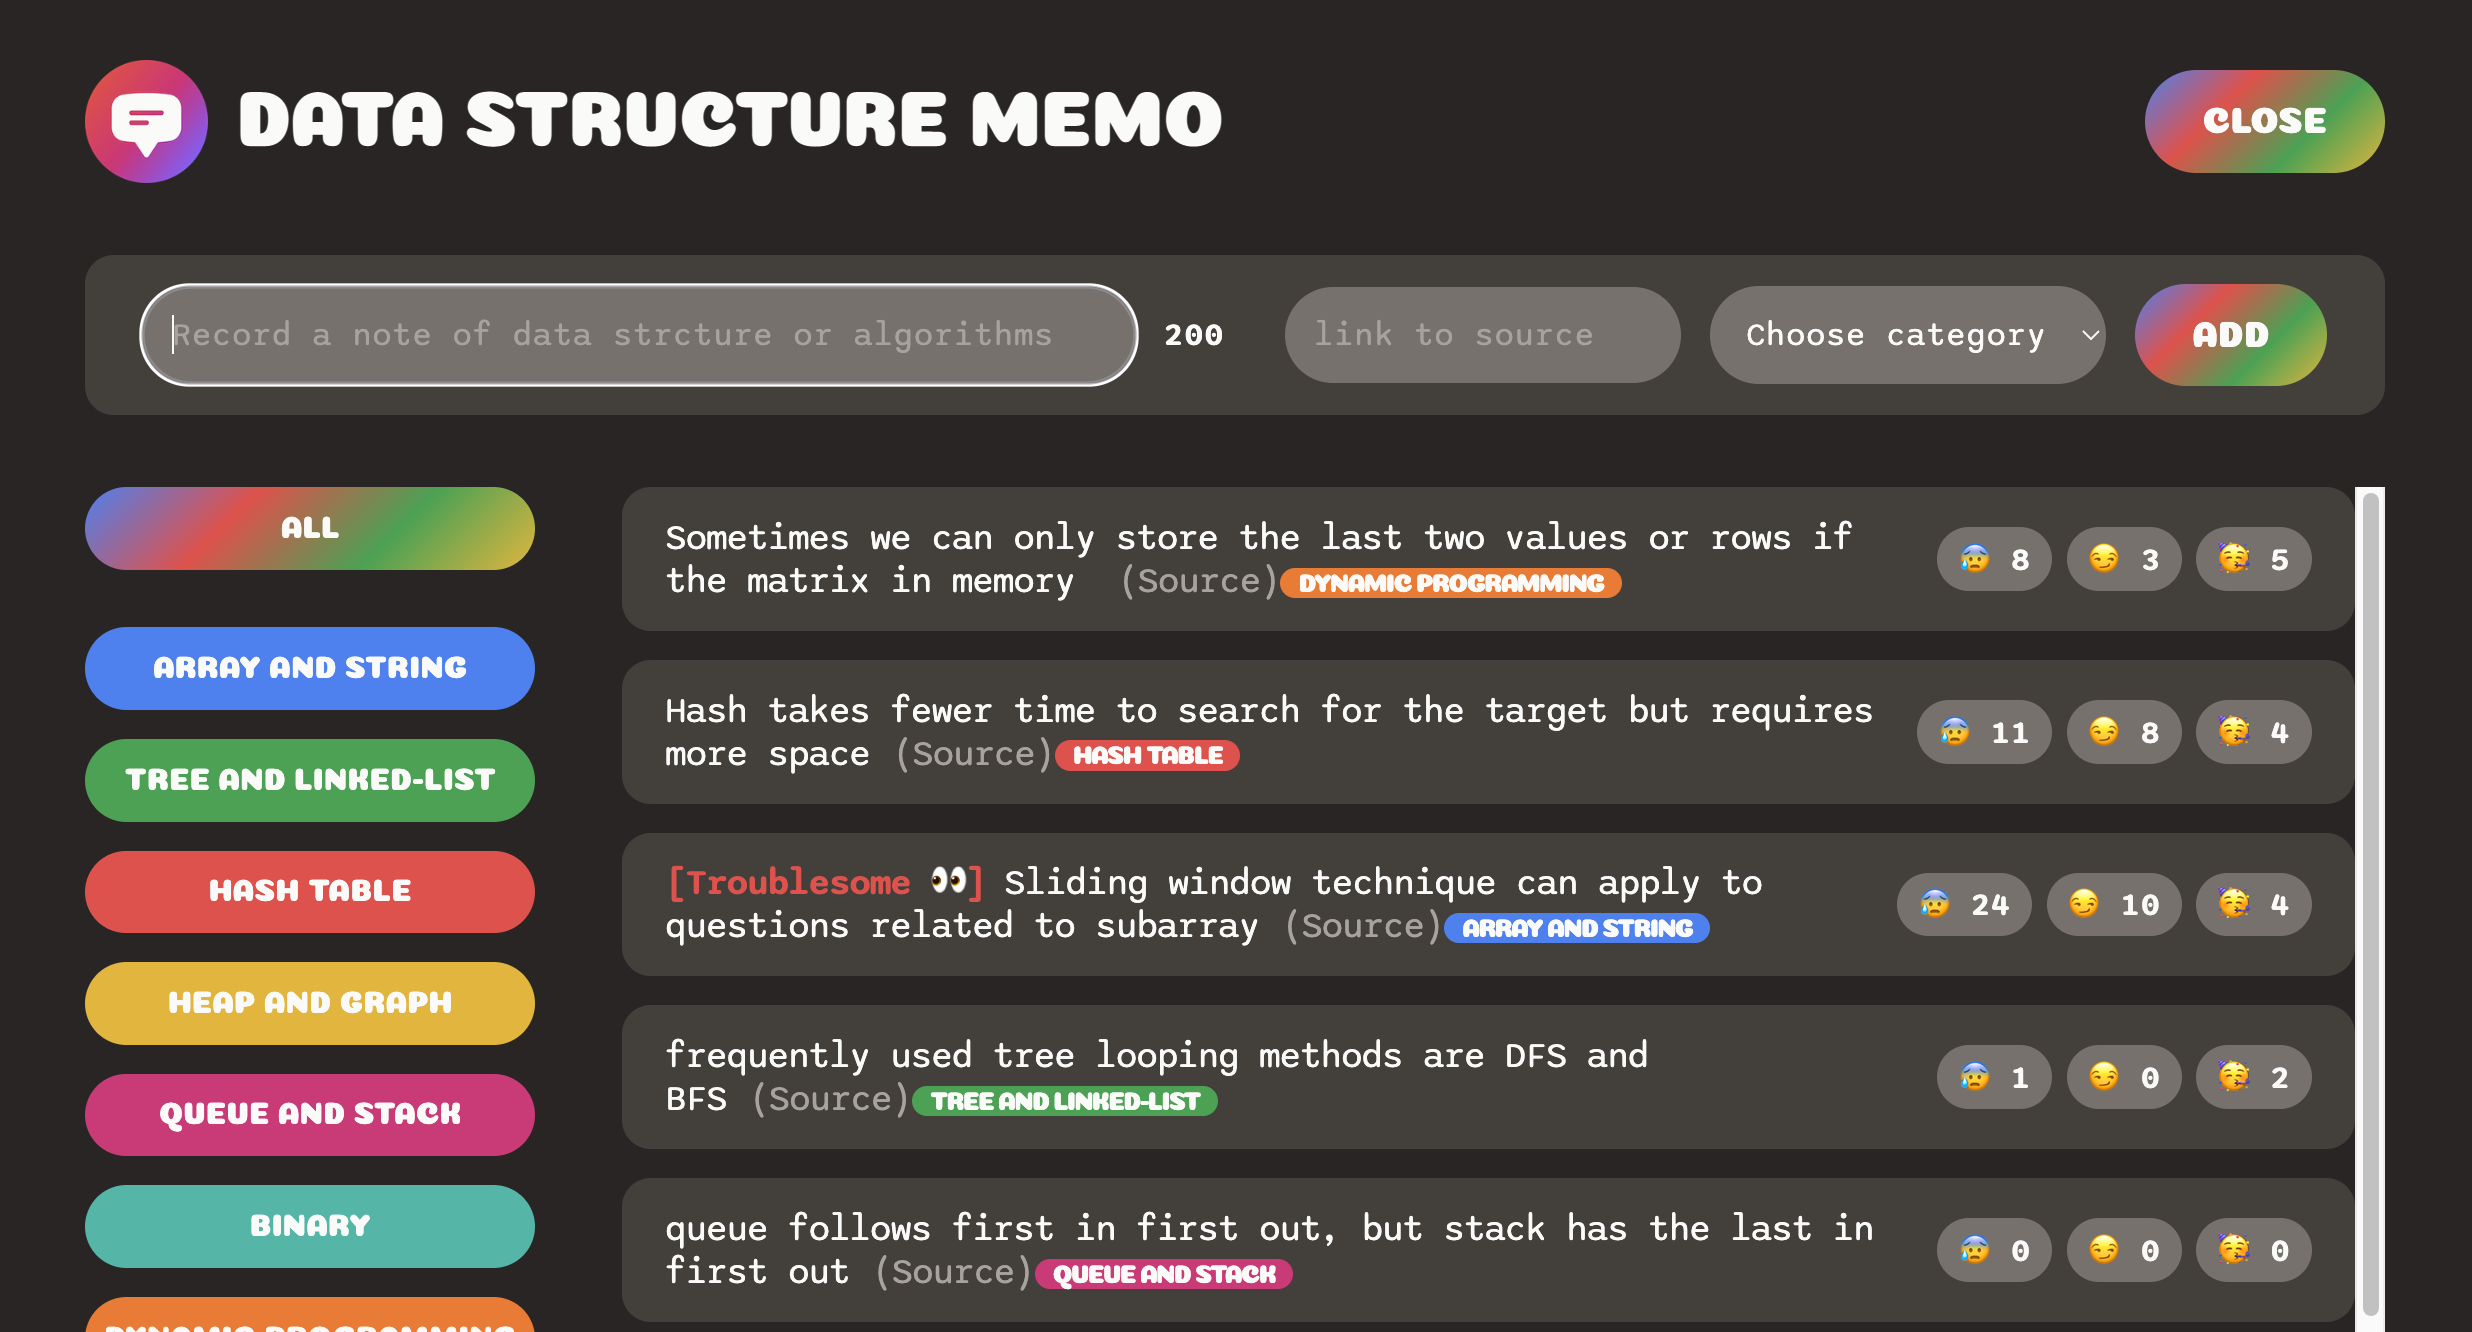 DATA STRUCTURE MEMO
CLOSE
Record a note of data strcture or algorithms
200
link to source
Choose category
ADD
ALL
ARRAY AND STRING
TREE AND LINKED-LIST
HASH TABLE
HEAP AND GRAPH
QUEUE AND STACK
BINARY
DYNAMIC PROGRAMMING
Sometimes we can only store the last two values or rows if
the matrix in memory (Source) DYNAMIC PROGRAMMING
😰 8 😏 3 🥳 5
Hash takes fewer time to search for the target but requires
more space (Source) HASH TABLE
😰 11 😏 8 🥳 4
[Troublesome 👀] Sliding window technique can apply to
questions related to subarray (Source) ARRAY AND STRING
😰 24 😏 10 🥳 4
frequently used tree looping methods are DFS and
BFS (Source) TREE AND LINKED-LIST
😰 1 😏 0 🥳 2
queue follows first in first out, but stack has the last in
first out (Source) QUEUE AND STACK
😰 0 😏 0 🥳 0